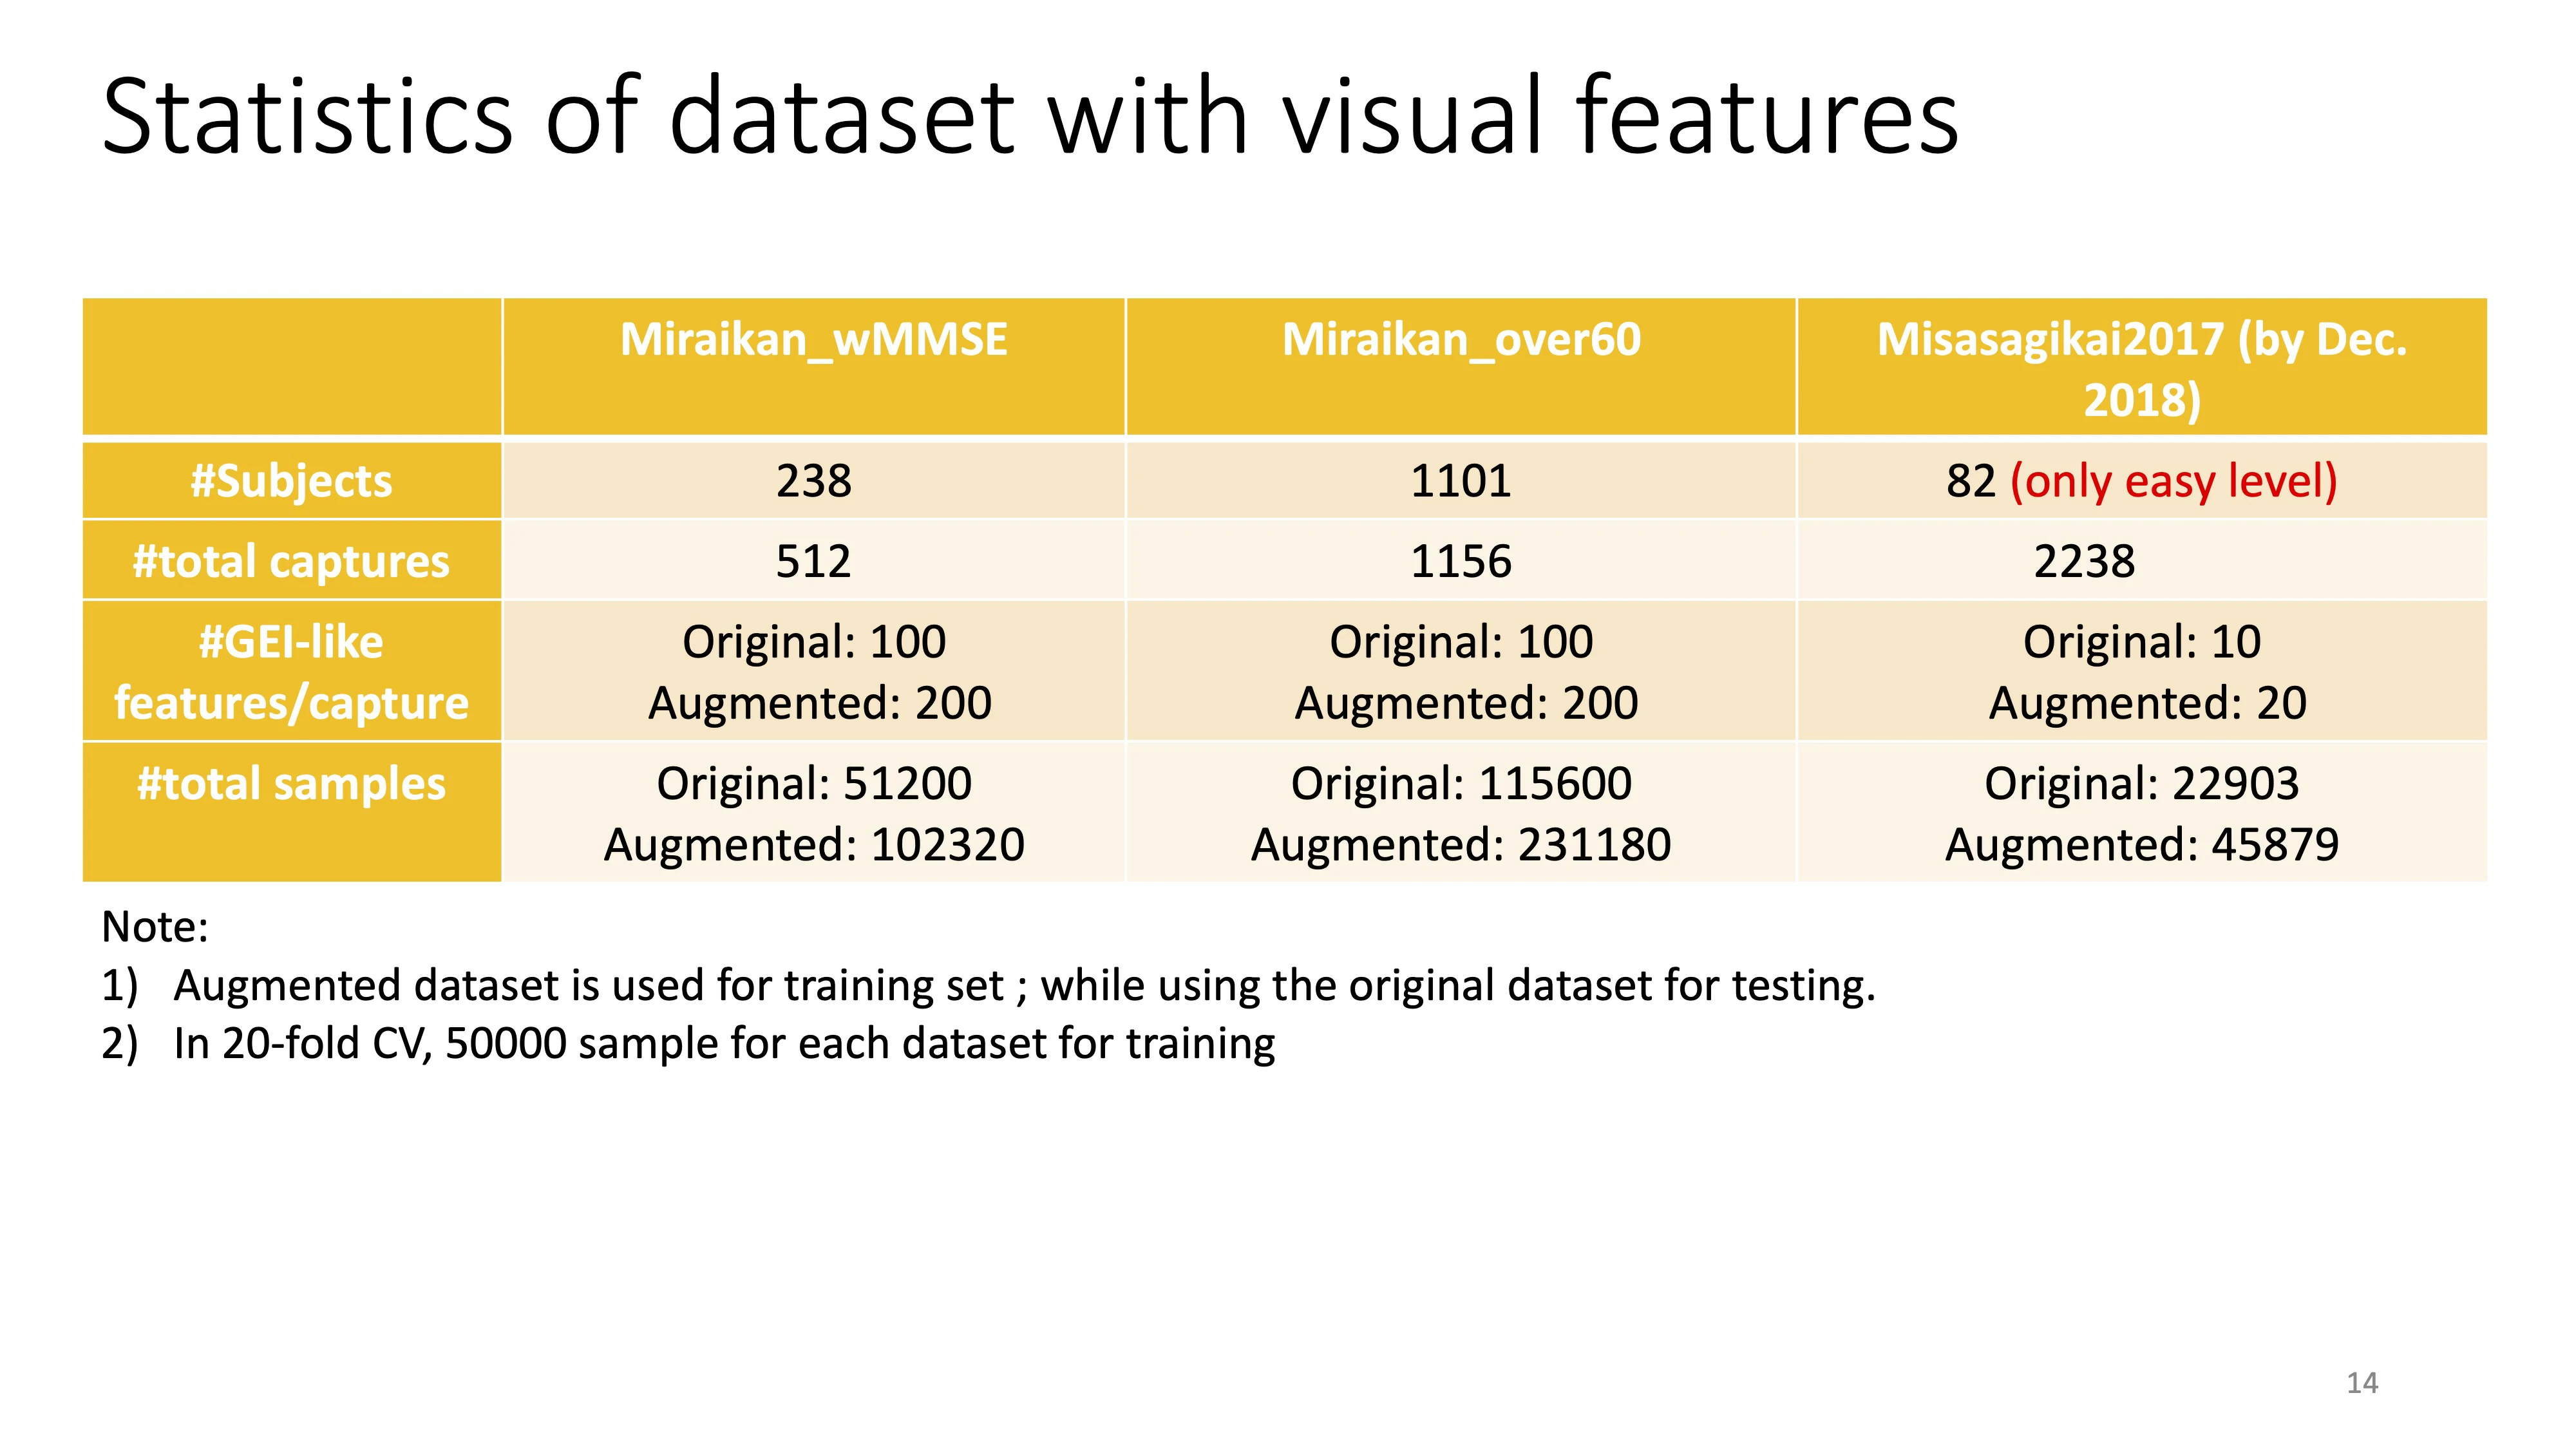 Statistics of dataset with visual features
Miraikan_wMMSE Miraikan_over60 Misasagikai2017 (by Dec.
2018)
#Subjects 238 1101 82 (only easy level)
#total captures 512 1156 2238
#GEI-like Original: 100 Original: 100 Original: 10
features/capture Augmented: 200 Augmented: 200 Augmented: 20
#total samples Original: 51200 Original: 115600 Original: 22903
Augmented: 102320 Augmented: 231180 Augmented: 45879
Note:
1) Augmented dataset is used for training set ; while using the original dataset for testing.
2) In 20-fold CV, 50000 sample for each dataset for training
14